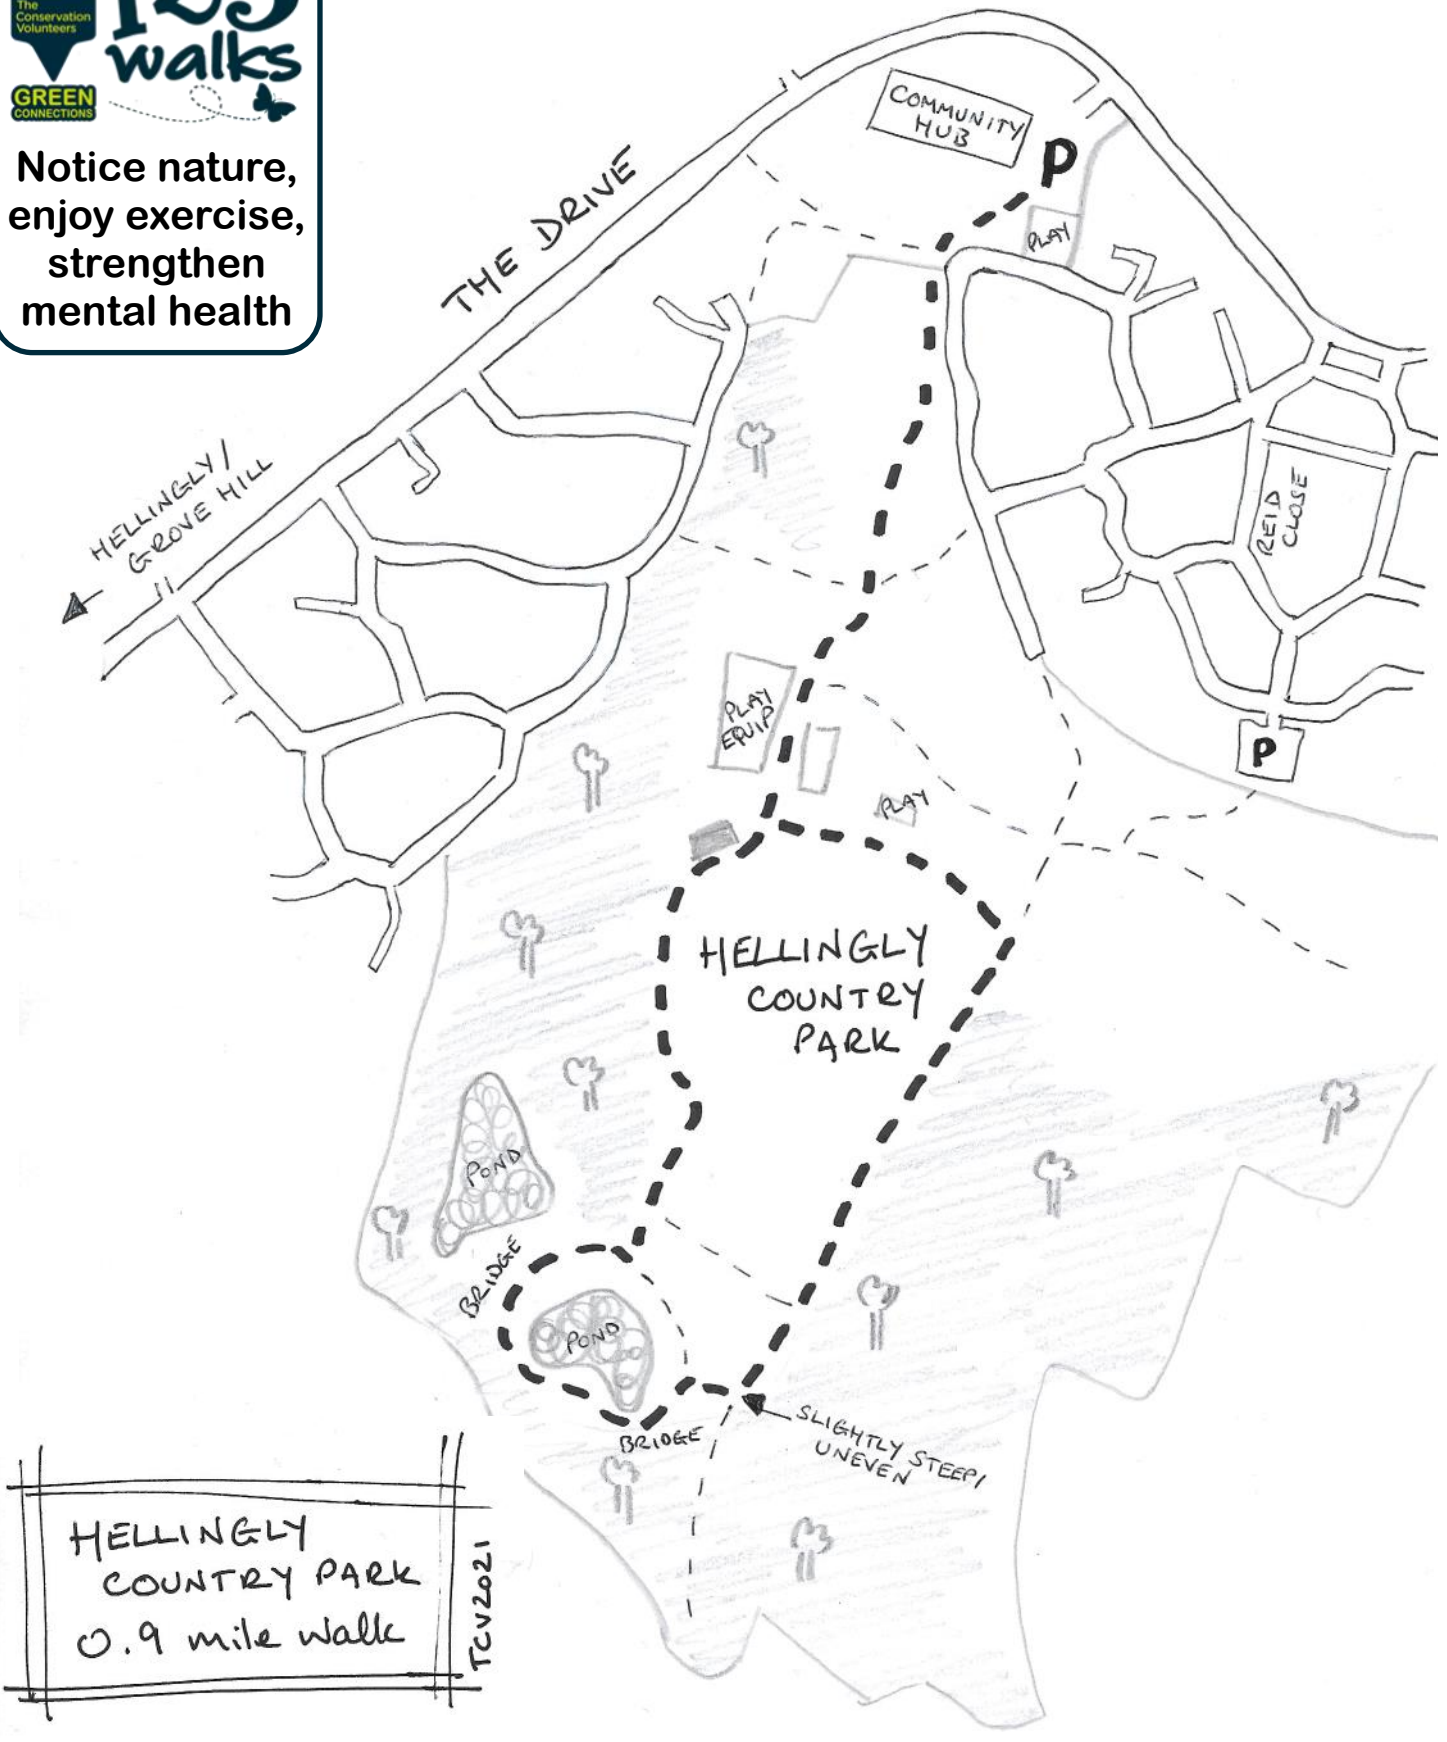 The
Conservation
Volunteers
GREEN
CONNECTIONS
walks
Notice nature,
enjoy exercise,
strengthen
mental health
COMMUNITY
HUB
P
PLAY
THE DRIVE
HELLINGLY/
GROVE HILL
REID
CLOSE
PLAY
EQUIP
P
PLAY
HELLINGLY
COUNTRY
PARK
POND
BRIDGE
POND
BRIDGE
SLIGHTLY STEEP/
UNEVEN
HELLINGLY
COUNTRY PARK
0.9 mile walk
TCV2021